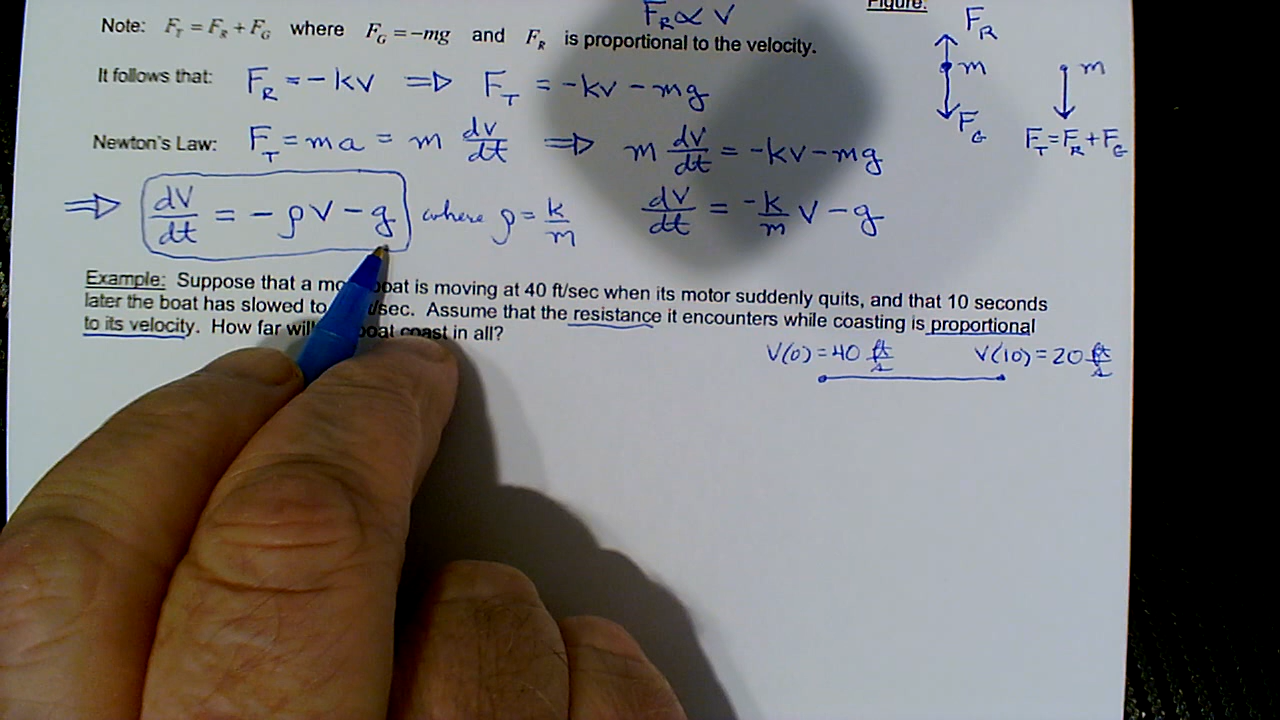 F_R ∝ V
Figure:
Note: F_T = F_R + F_G where F_G = -mg and F_R is proportional to the velocity.
F_R
m
F_G
m
F_T = F_R + F_G
It follows that: F_R = -kv ⇒ F_T = -kv - mg
Newton's Law: F_T = ma = m dv/dt ⇒ m dv/dt = -kv - mg
⇒ dv/dt = -ρv - g where ρ = k/m dv/dt = -k/m v - g
Example: Suppose that a boat is moving at 40 ft/sec when its motor suddenly quits, and that 10 seconds
later the boat has slowed to /sec. Assume that the resistance it encounters while coasting is proportional
to its velocity. How far will boat coast in all?
V(0) = 40 ft/s V(10) = 20 ft/s